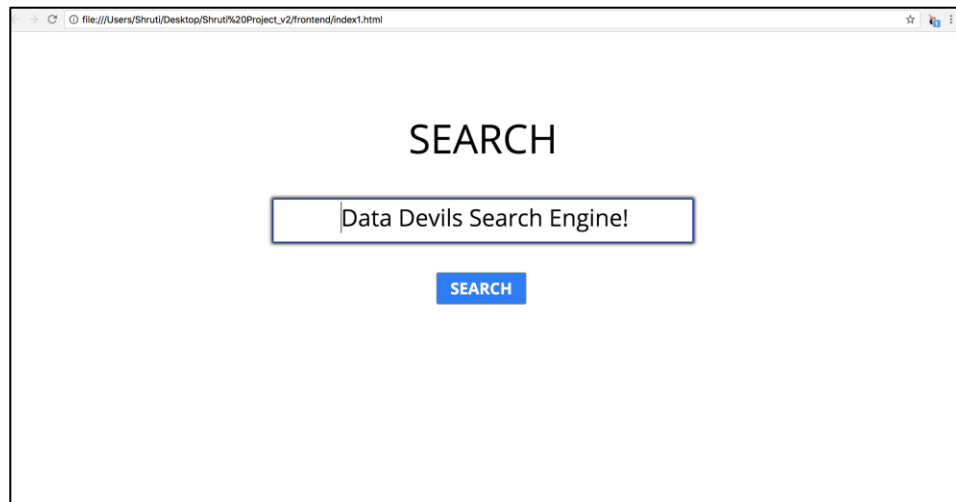 file:///Users/Shruti/Desktop/Shruti%20Project_v2/frontend/index1.html
SEARCH
Data Devils Search Engine!
SEARCH